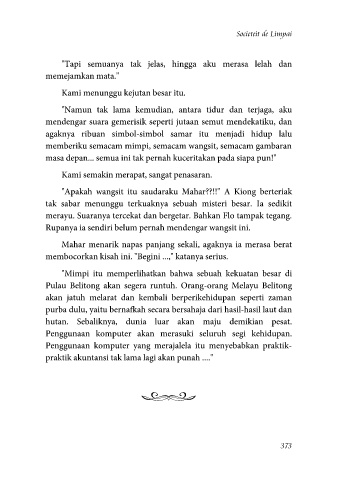 Societeit de Limpai
"Tapi semuanya tak jelas, hingga aku merasa lelah dan
memejamkan mata."
Kami menunggu kejutan besar itu.
"Namun tak lama kemudian, antara tidur dan terjaga, aku
mendengar suara gemerisik seperti jutaan semut mendekatiku, dan
agaknya ribuan simbol-simbol samar itu menjadi hidup lalu
memberiku semacam mimpi, semacam wangsit, semacam gambaran
masa depan... semua ini tak pernah kuceritakan pada siapa pun!"
Kami semakin merapat, sangat penasaran.
"Apakah wangsit itu saudaraku Mahar??!!" A Kiong berteriak
tak sabar menunggu terkuaknya sebuah misteri besar. Ia sedikit
merayu. Suaranya tercekat dan bergetar. Bahkan Flo tampak tegang.
Rupanya ia sendiri belum pernah mendengar wangsit ini.
Mahar menarik napas panjang sekali, agaknya ia merasa berat
membocorkan kisah ini. "Begini ...," katanya serius.
"Mimpi itu memperlihatkan bahwa sebuah kekuatan besar di
Pulau Belitong akan segera runtuh. Orang-orang Melayu Belitong
akan jatuh melarat dan kembali berperikehidupan seperti zaman
purba dulu, yaitu bernafkah secara bersahaja dari hasil-hasil laut dan
hutan. Sebaliknya, dunia luar akan maju demikian pesat.
Penggunaan komputer akan merasuki seluruh segi kehidupan.
Penggunaan komputer yang merajalela itu menyebabkan praktik-
praktik akuntansi tak lama lagi akan punah ...."
373